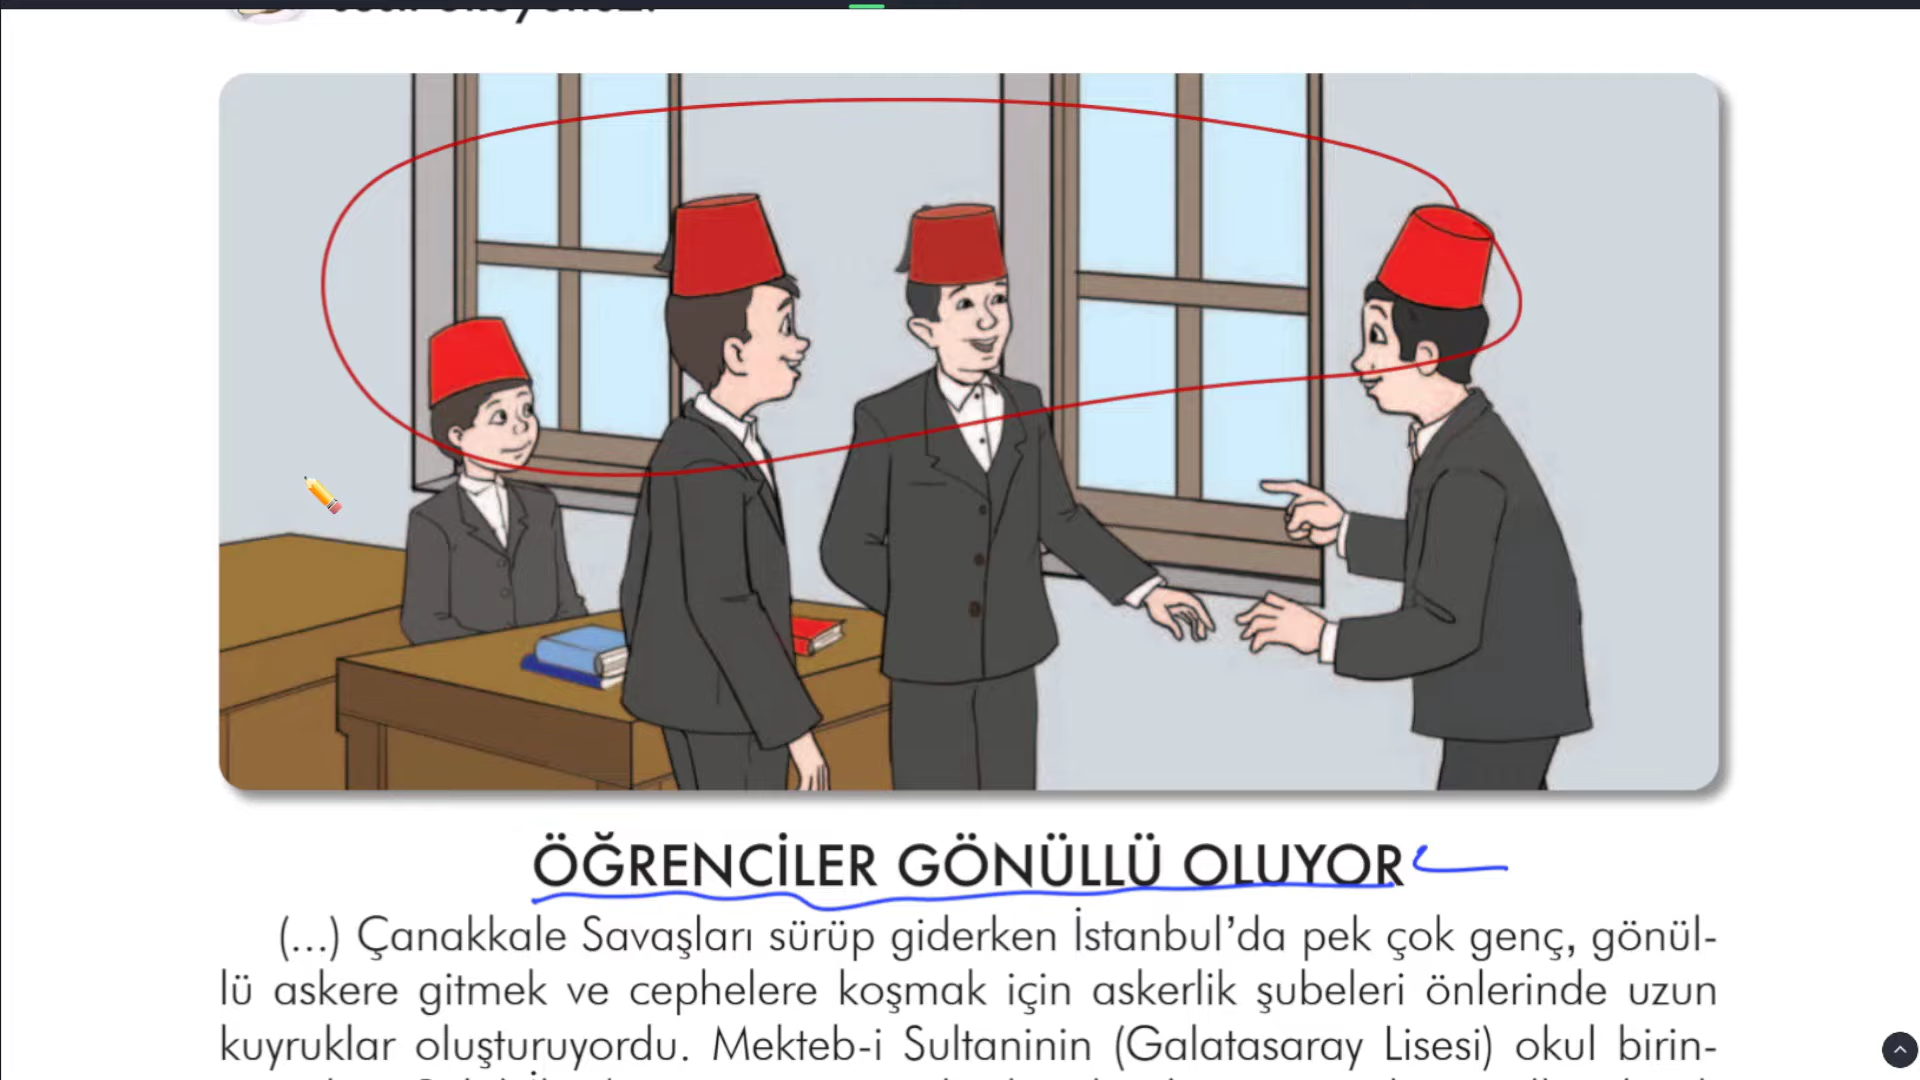 ÖĞRENCİLER GÖNÜLLÜ OLUYOR
(...) Çanakkale Savaşları sürüp giderken İstanbul’da pek çok genç, gönül-
lü askere gitmek ve cephelere koşmak için askerlik şubeleri önlerinde uzun
kuyruklar oluşturuyordu. Mekteb-i Sultaninin (Galatasaray Lisesi) okul birin-